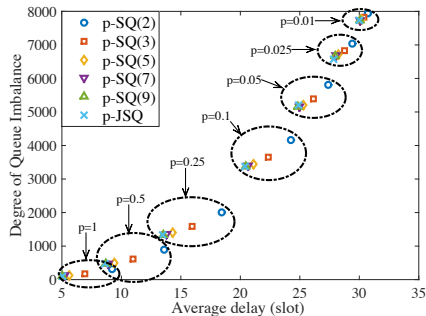 8000
7000
6000
5000
4000
3000
2000
1000
0
Degree of Queue Imbalance
p-SQ(2)
p-SQ(3)
p-SQ(5)
p-SQ(7)
p-SQ(9)
p-JSQ
p=0.01
p=0.025
p=0.05
p=0.1
p=0.25
p=0.5
p=1
5 10 15 20 25 30 35
Average delay (slot)